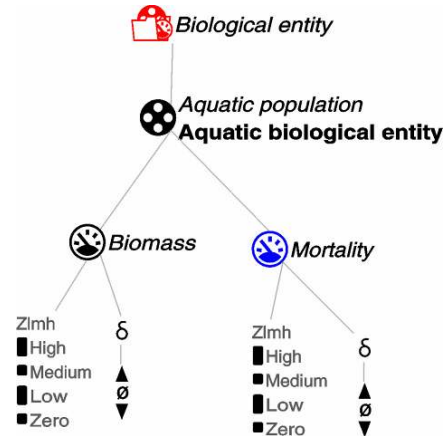 Biological entity
Aquatic population
Aquatic biological entity
Biomass
Mortality
Zlmh
High
Medium
Low
Zero
δ
ø
Zlmh
High
Medium
Low
Zero
δ
ø